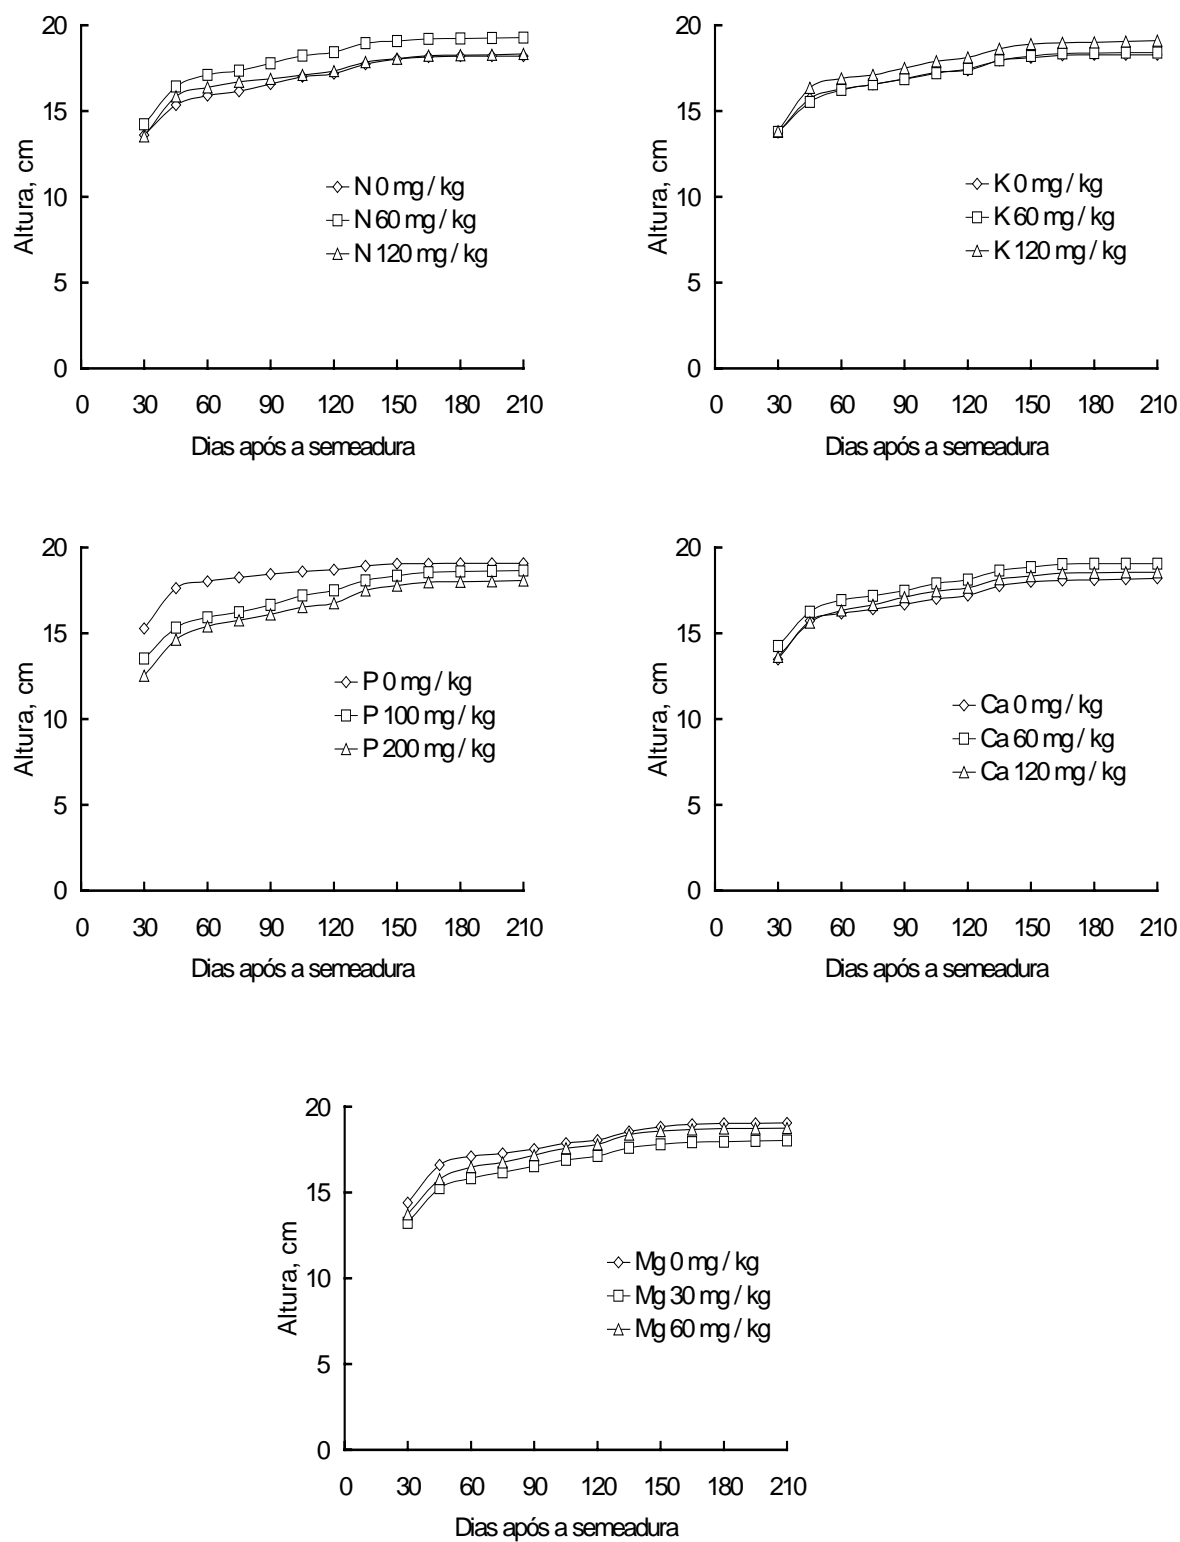 20
15
10
5
0
Altura, cm
N 0 mg / kg
N 60 mg / kg
N 120 mg / kg
0 30 60 90 120 150 180 210
Dias após a semeadura
20
15
10
5
0
Altura, cm
K 0 mg / kg
K 60 mg / kg
K 120 mg / kg
0 30 60 90 120 150 180 210
Dias após a semeadura
20
15
10
5
0
Altura, cm
P 0 mg / kg
P 100 mg / kg
P 200 mg / kg
0 30 60 90 120 150 180 210
Dias após a semeadura
20
15
10
5
0
Altura, cm
Ca 0 mg / kg
Ca 60 mg / kg
Ca 120 mg / kg
0 30 60 90 120 150 180 210
Dias após a semeadura
20
15
10
5
0
Altura, cm
Mg 0 mg / kg
Mg 30 mg / kg
Mg 60 mg / kg
0 30 60 90 120 150 180 210
Dias após a semeadura